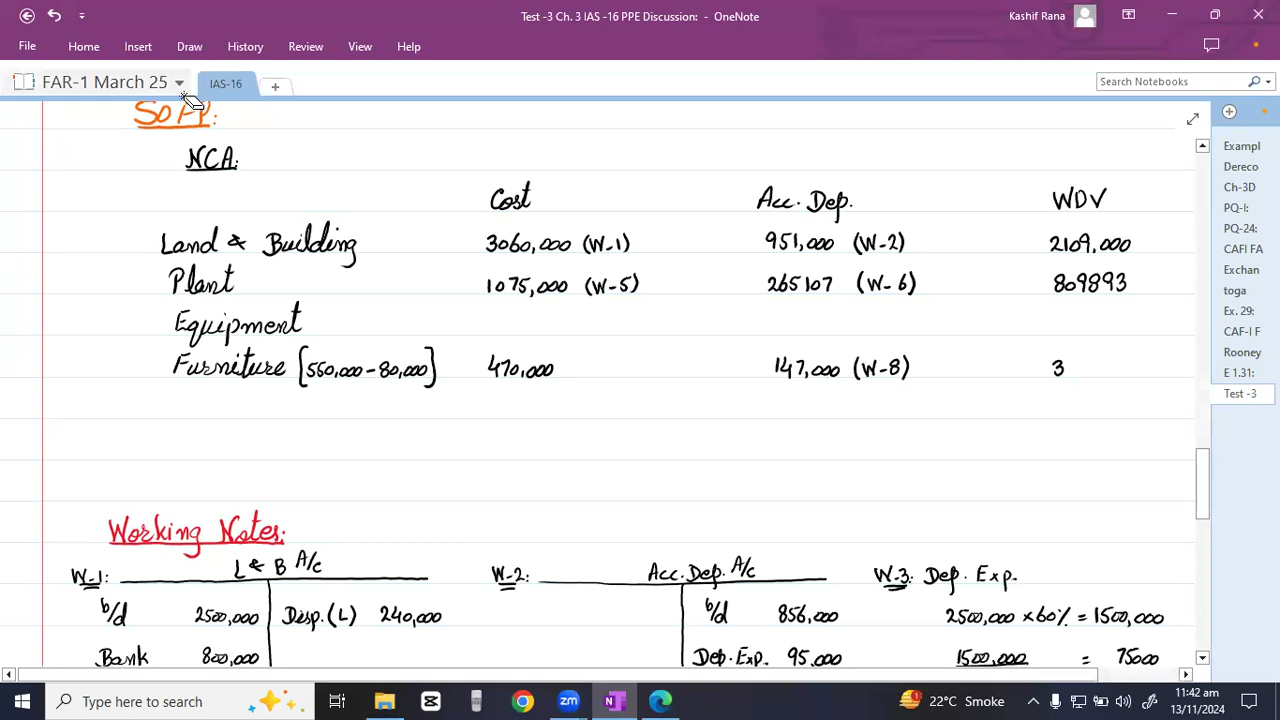 Test -3 Ch. 3 IAS -16 PPE Discussion: - OneNote
Kashif Rana
File Home Insert Draw History Review View Help
FAR-1 March 25 IAS-16
Search Notebooks
SOFP:
NCA:
Cost Acc. Dep. WDV
Land & Building 3060,000 (W-1) 951,000 (W-2) 2109,000
Plant 1075,000 (W-5) 265107 (W-6) 809893
Equipment
Furniture [550,000-80,000] 470,000 147,000 (W-8) 3
Working Notes:
W-1: L & B A/c W-2: Acc. Dep. A/c W-3: Dep. Exp.
b/d 2500,000 Disp. (L) 240,000 b/d 856,000 2500,000 x 60% = 1500,000
Bank 800,000 Dep. Exp. 95,000 1500,000 = 75000
Exampl
Dereco
Ch-3D
PQ-I:
PQ-24:
CAFI FA
Exchan
toga
Ex. 29:
CAF-I F
Rooney
E 1.31:
Test -3
Type here to search
22°C Smoke
11:42 am
13/11/2024